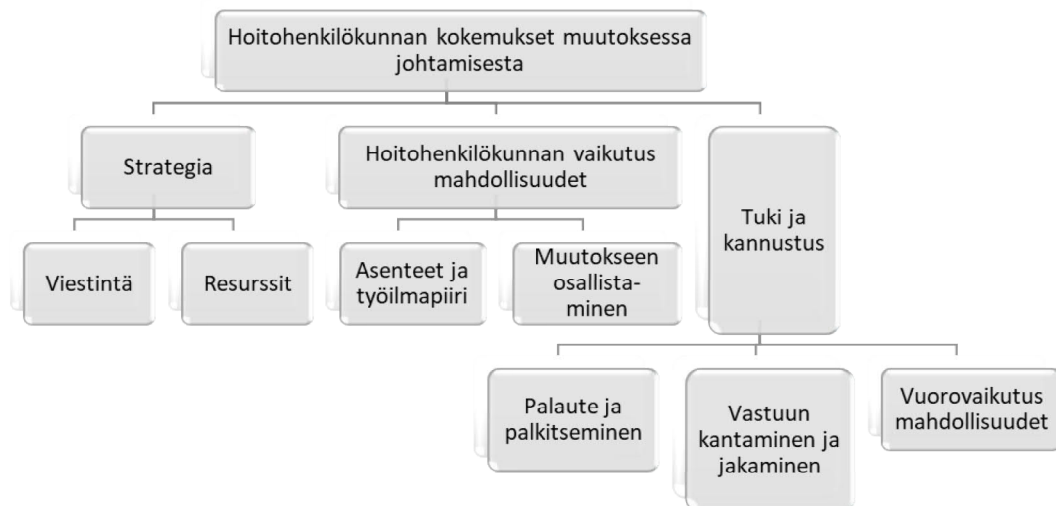 Hoitohenkilökunnan kokemukset muutoksessa
johtamisesta
Strategia
Hoitohenkilökunnan vaikutus
mahdollisuudet
Tuki ja
kannustus
Viestintä
Resurssit
Asenteet ja
työilmapiiri
Muutokseen
osallista-
minen
Palaute ja
palkitseminen
Vastuun
kantaminen ja
jakaminen
Vuorovaikutus
mahdollisuudet